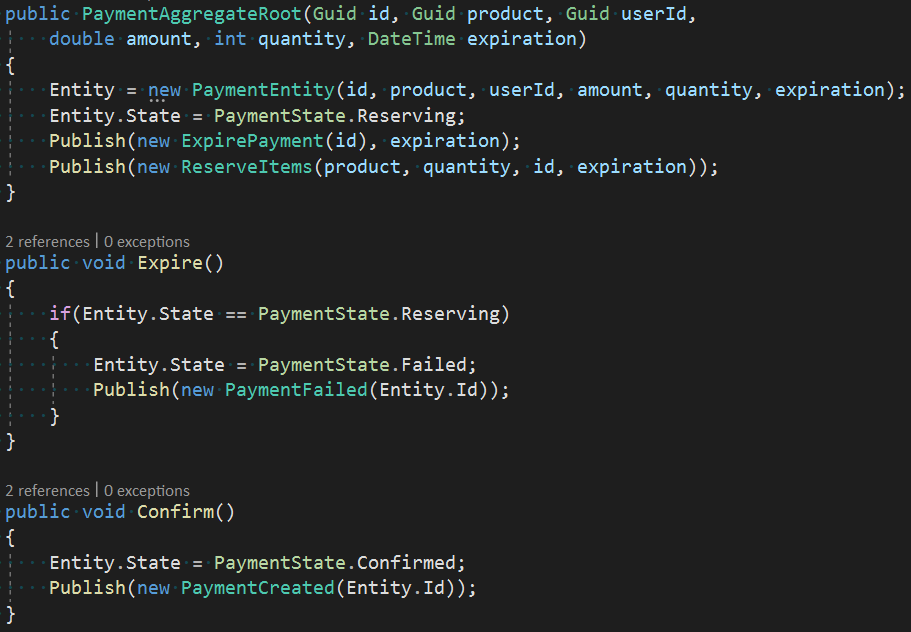 public PaymentAggregateRoot(Guid id, Guid product, Guid userId,
    double amount, int quantity, DateTime expiration)
{
    Entity = new PaymentEntity(id, product, userId, amount, quantity, expiration);
    Entity.State = PaymentState.Reserving;
    Publish(new ExpirePayment(id), expiration);
    Publish(new ReserveItems(product, quantity, id, expiration));
}
2 references | 0 exceptions
public void Expire()
{
    if(Entity.State == PaymentState.Reserving)
    {
        Entity.State = PaymentState.Failed;
        Publish(new PaymentFailed(Entity.Id));
    }
}
2 references | 0 exceptions
public void Confirm()
{
    Entity.State = PaymentState.Confirmed;
    Publish(new PaymentCreated(Entity.Id));
}